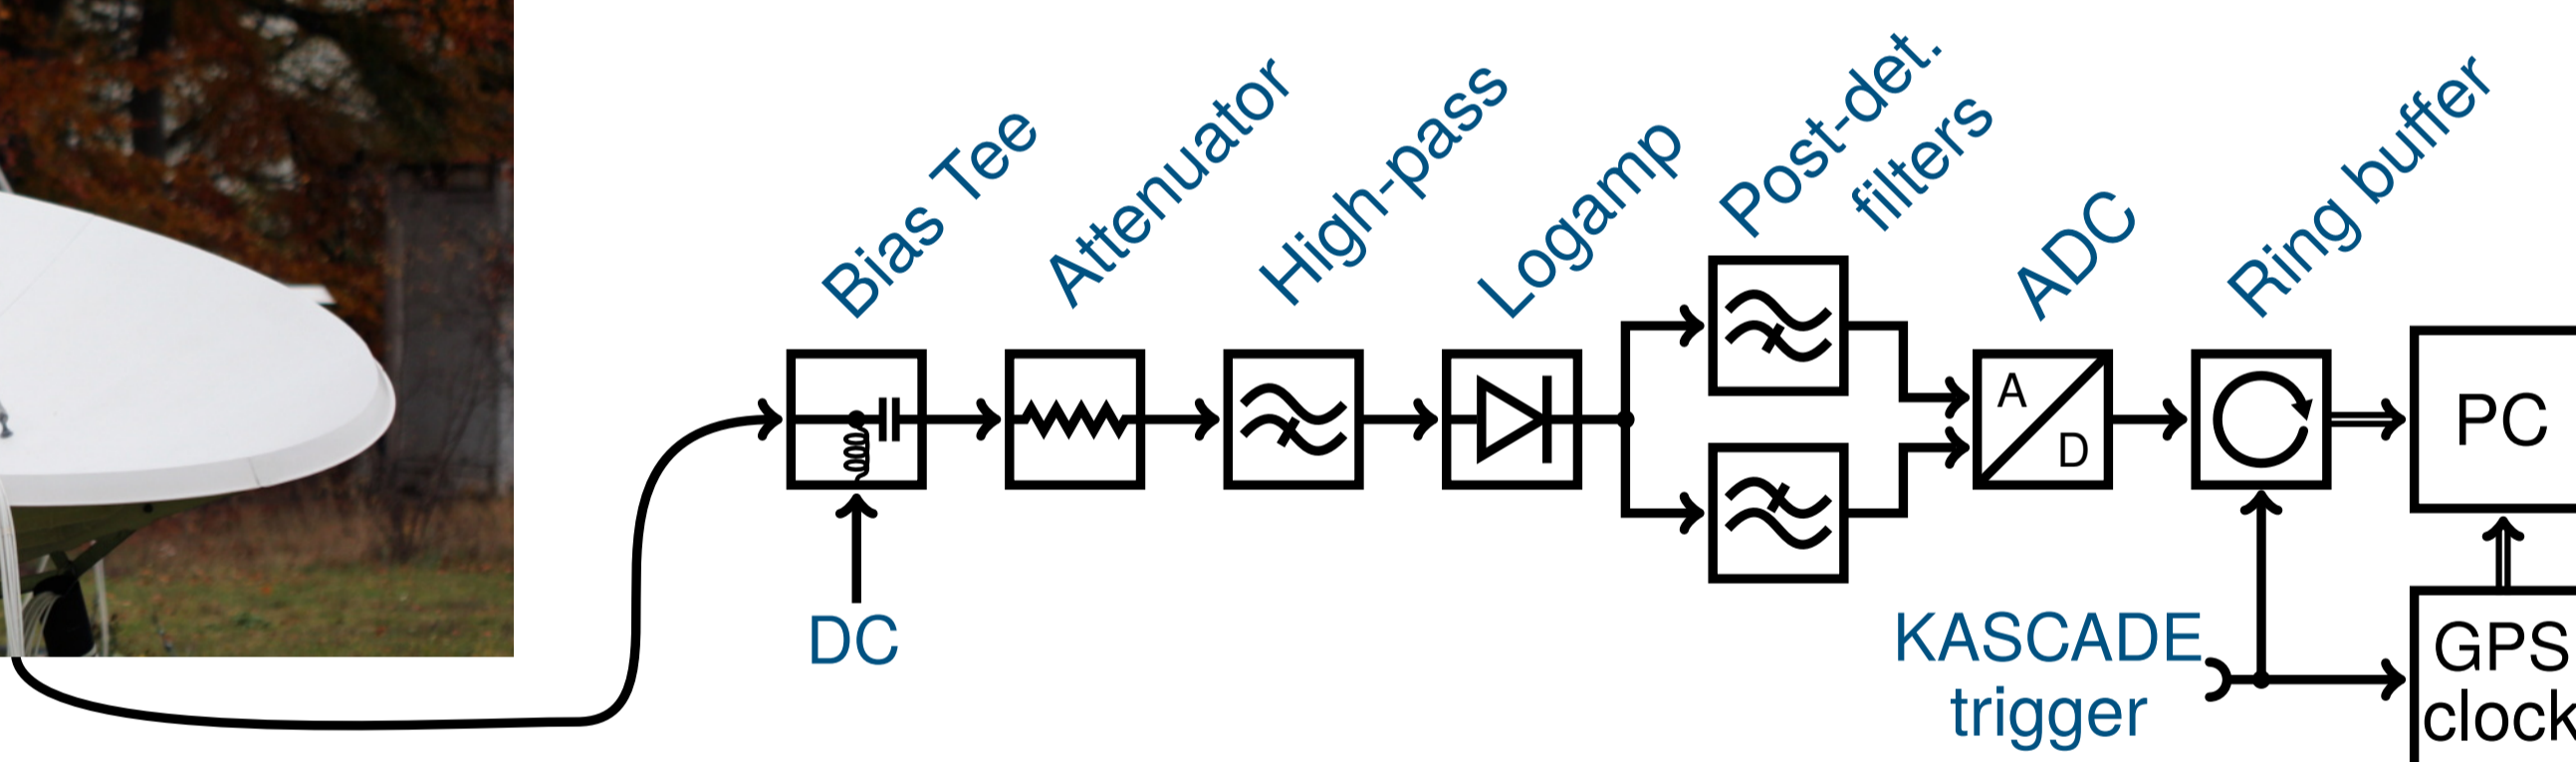 Bias Tee
Attenuator
High-pass
Logamp
Post-det.
filters
ADC
Ring buffer
A
D
PC
DC
KASCADE
trigger
GPS
clock